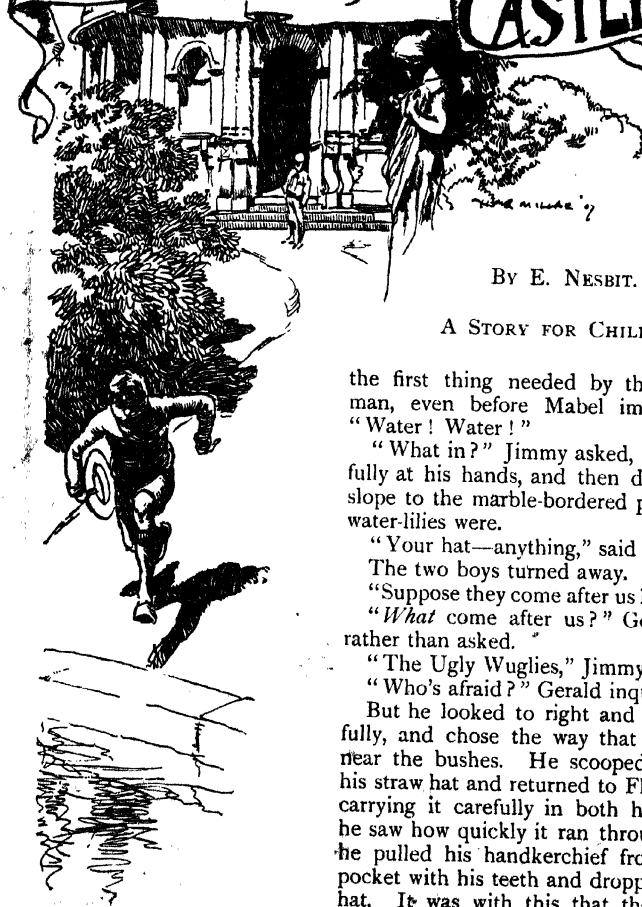 CASTLE
By E. Nesbit.
A Story for Chil
the first thing needed by th
man, even before Mabel im
"Water! Water!"
"What in?" Jimmy asked,
fully at his hands, and then d
slope to the marble-bordered p
water-lilies were.
"Your hat—anything," said
The two boys turned away.
"Suppose they come after us
"What come after us?" Ge
rather than asked.
"The Ugly Wuglies," Jimmy
"Who's afraid?" Gerald inqu
But he looked to right and
fully, and chose the way that
near the bushes. He scooped
his straw hat and returned to Fl
carrying it carefully in both h
he saw how quickly it ran throu
he pulled his handkerchief fro
pocket with his teeth and dropp
hat. It was with this that the